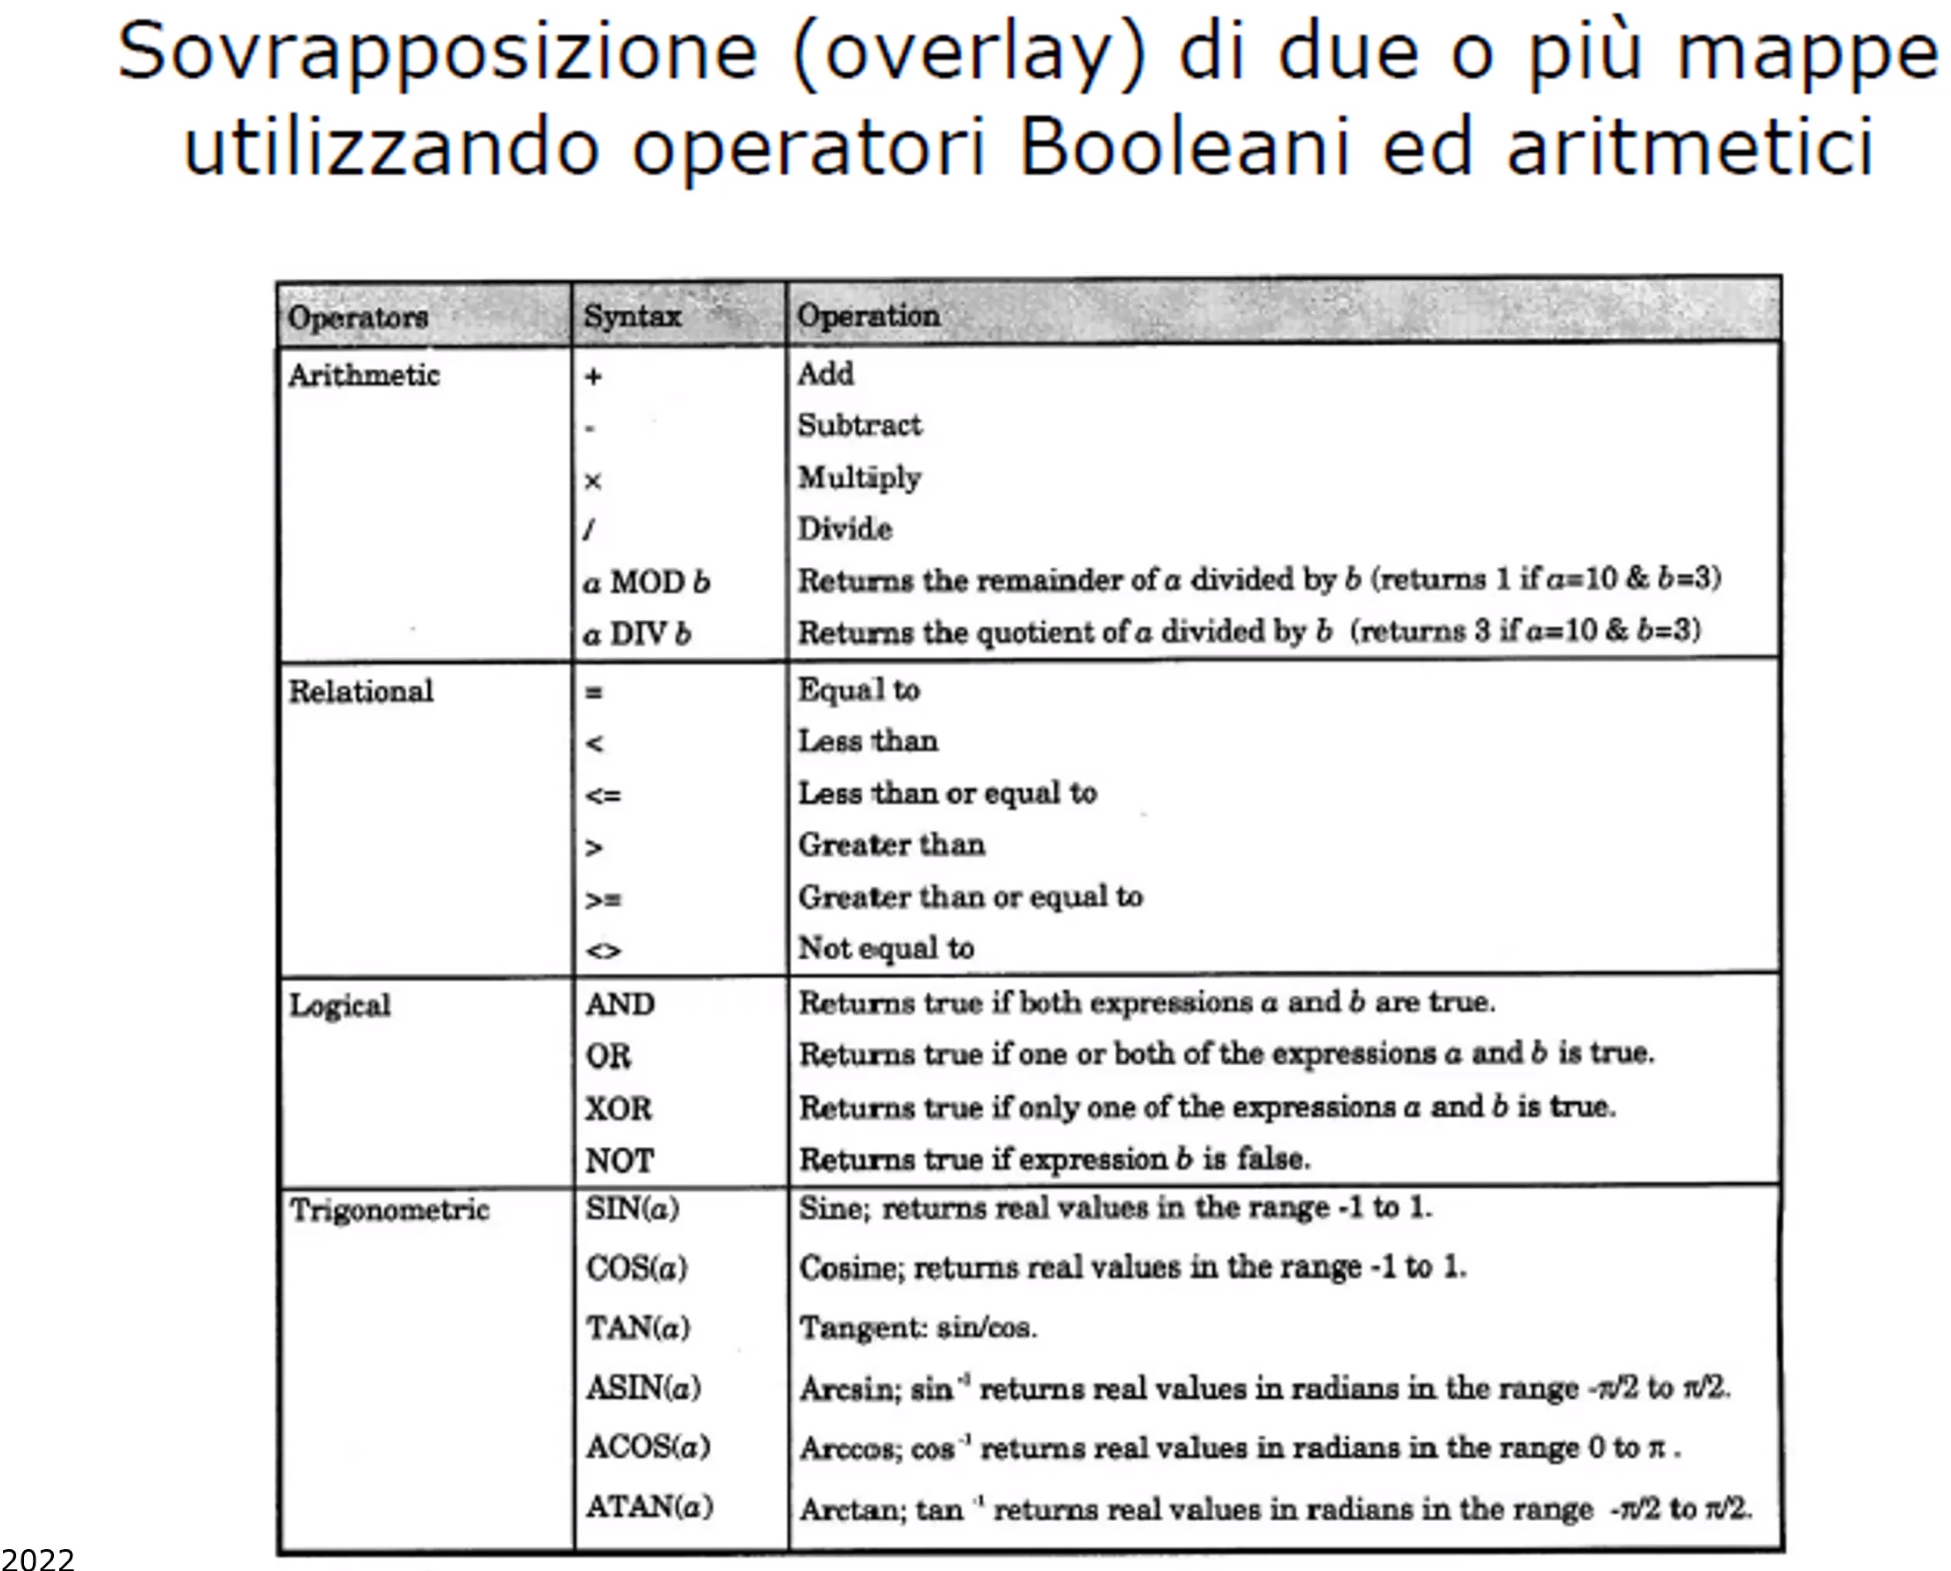 Sovrapposizione (overlay) di due o più mappe
utilizzando operatori Booleani ed aritmetici
Operators Syntax Operation
Arithmetic + Add
- Subtract
× Multiply
/ Divide
a MOD b Returns the remainder of a divided by b (returns 1 if a=10 & b=3)
a DIV b Returns the quotient of a divided by b (returns 3 if a=10 & b=3)
Relational = Equal to
< Less than
<= Less than or equal to
> Greater than
>= Greater than or equal to
<> Not equal to
Logical AND Returns true if both expressions a and b are true.
OR Returns true if one or both of the expressions a and b is true.
XOR Returns true if only one of the expressions a and b is true.
NOT Returns true if expression b is false.
Trigonometric SIN(a) Sine; returns real values in the range -1 to 1.
COS(a) Cosine; returns real values in the range -1 to 1.
TAN(a) Tangent: sin/cos.
ASIN(a) Arcsin; sin⁻¹ returns real values in radians in the range -π/2 to π/2.
ACOS(a) Arccos; cos⁻¹ returns real values in radians in the range 0 to π .
ATAN(a) Arctan; tan ⁻¹ returns real values in radians in the range -π/2 to π/2.
2022